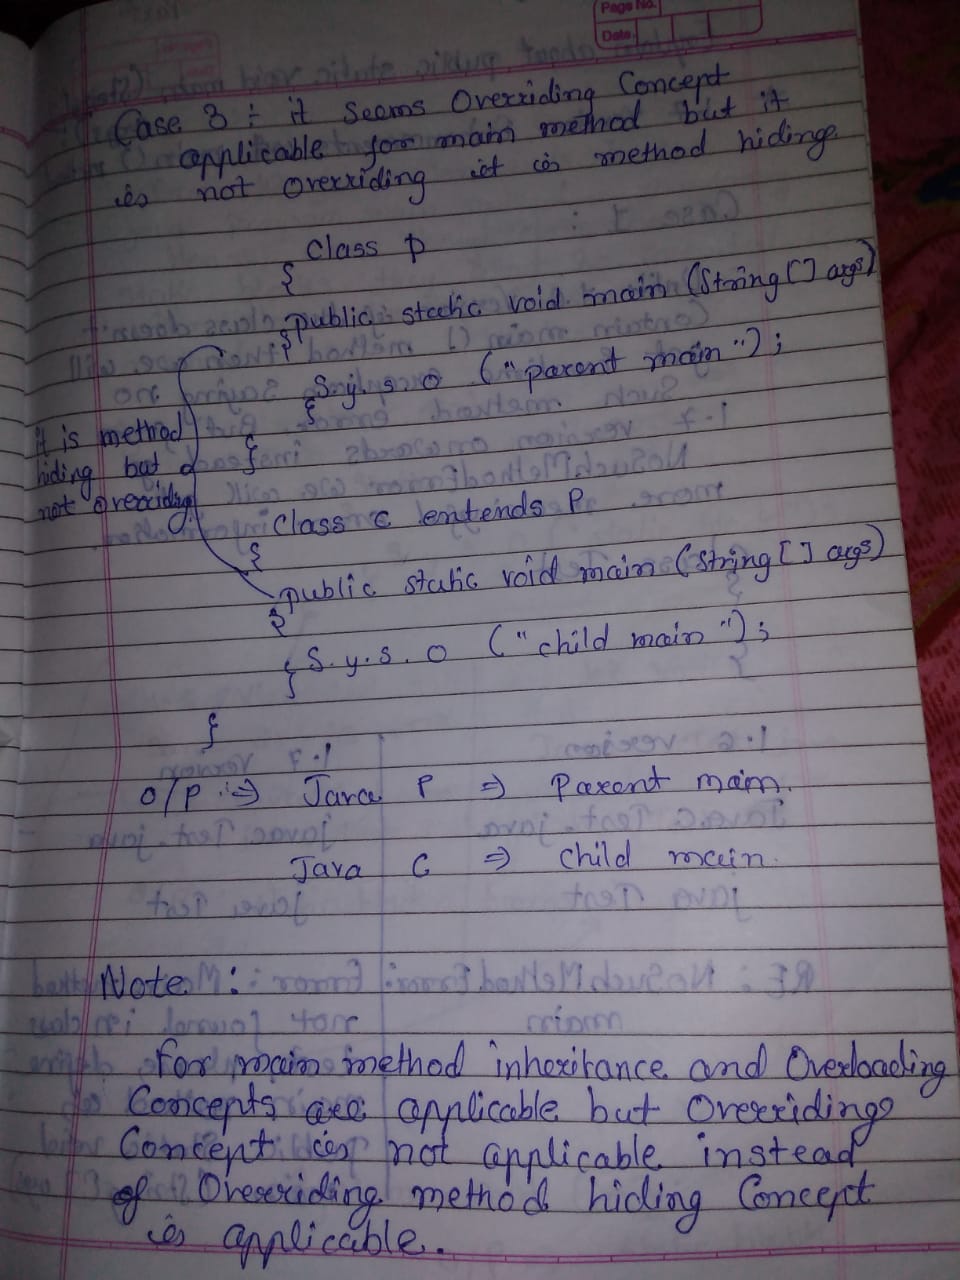 Page No.
Date
Case 3 :- it seems Overriding Concept
applicable for main method but it
is not overriding it is method hiding.
Class P
{
public static void main (String [] args)
{
S.y.s.o ("parent main");
}
}
it is method
hiding but
not overriding
Class C entends P
{
public static void main (String [] args)
{
S.y.s.o ("child main");
}
}
O/P :⇒ Java P ⇒ Parent main.
Java C ⇒ child main.
Note :
For main method inheritance and Overloading
Concepts are applicable but Overriding
Concept is not applicable instead
of Overriding method hiding Concept
is applicable.